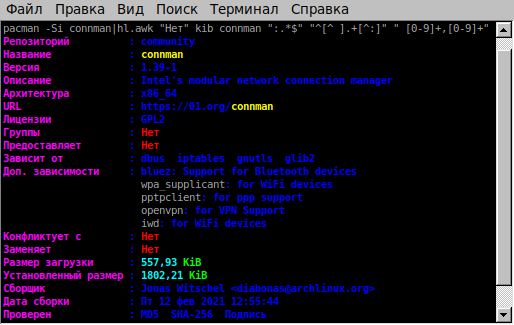 Файл Правка Вид Поиск Терминал Справка
pacman -Si connman|hl.awk "Нет" kib connman ":.*$" "^[^ ].+[^:]" " [0-9]+,[0-9]+"
Репозиторий : community
Название : connman
Версия : 1.39-1
Описание : Intel's modular network connection manager
Архитектура : x86_64
URL : https://01.org/connman
Лицензии : GPL2
Группы : Нет
Предоставляет : Нет
Зависит от : dbus iptables gnutls glib2
Доп. зависимости : bluez: Support for Bluetooth devices
wpa_supplicant: for WiFi devices
pptpclient: for ppp support
openvpn: for VPN Support
iwd: for WiFi devices
Конфликтует с : Нет
Заменяет : Нет
Размер загрузки : 557,93 KiB
Установленный размер : 1802,21 KiB
Сборщик : Jonas Witschel <diabonas@archlinux.org>
Дата сборки : Пт 12 фев 2021 12:55:44
Проверен : MD5 SHA-256 Подпись